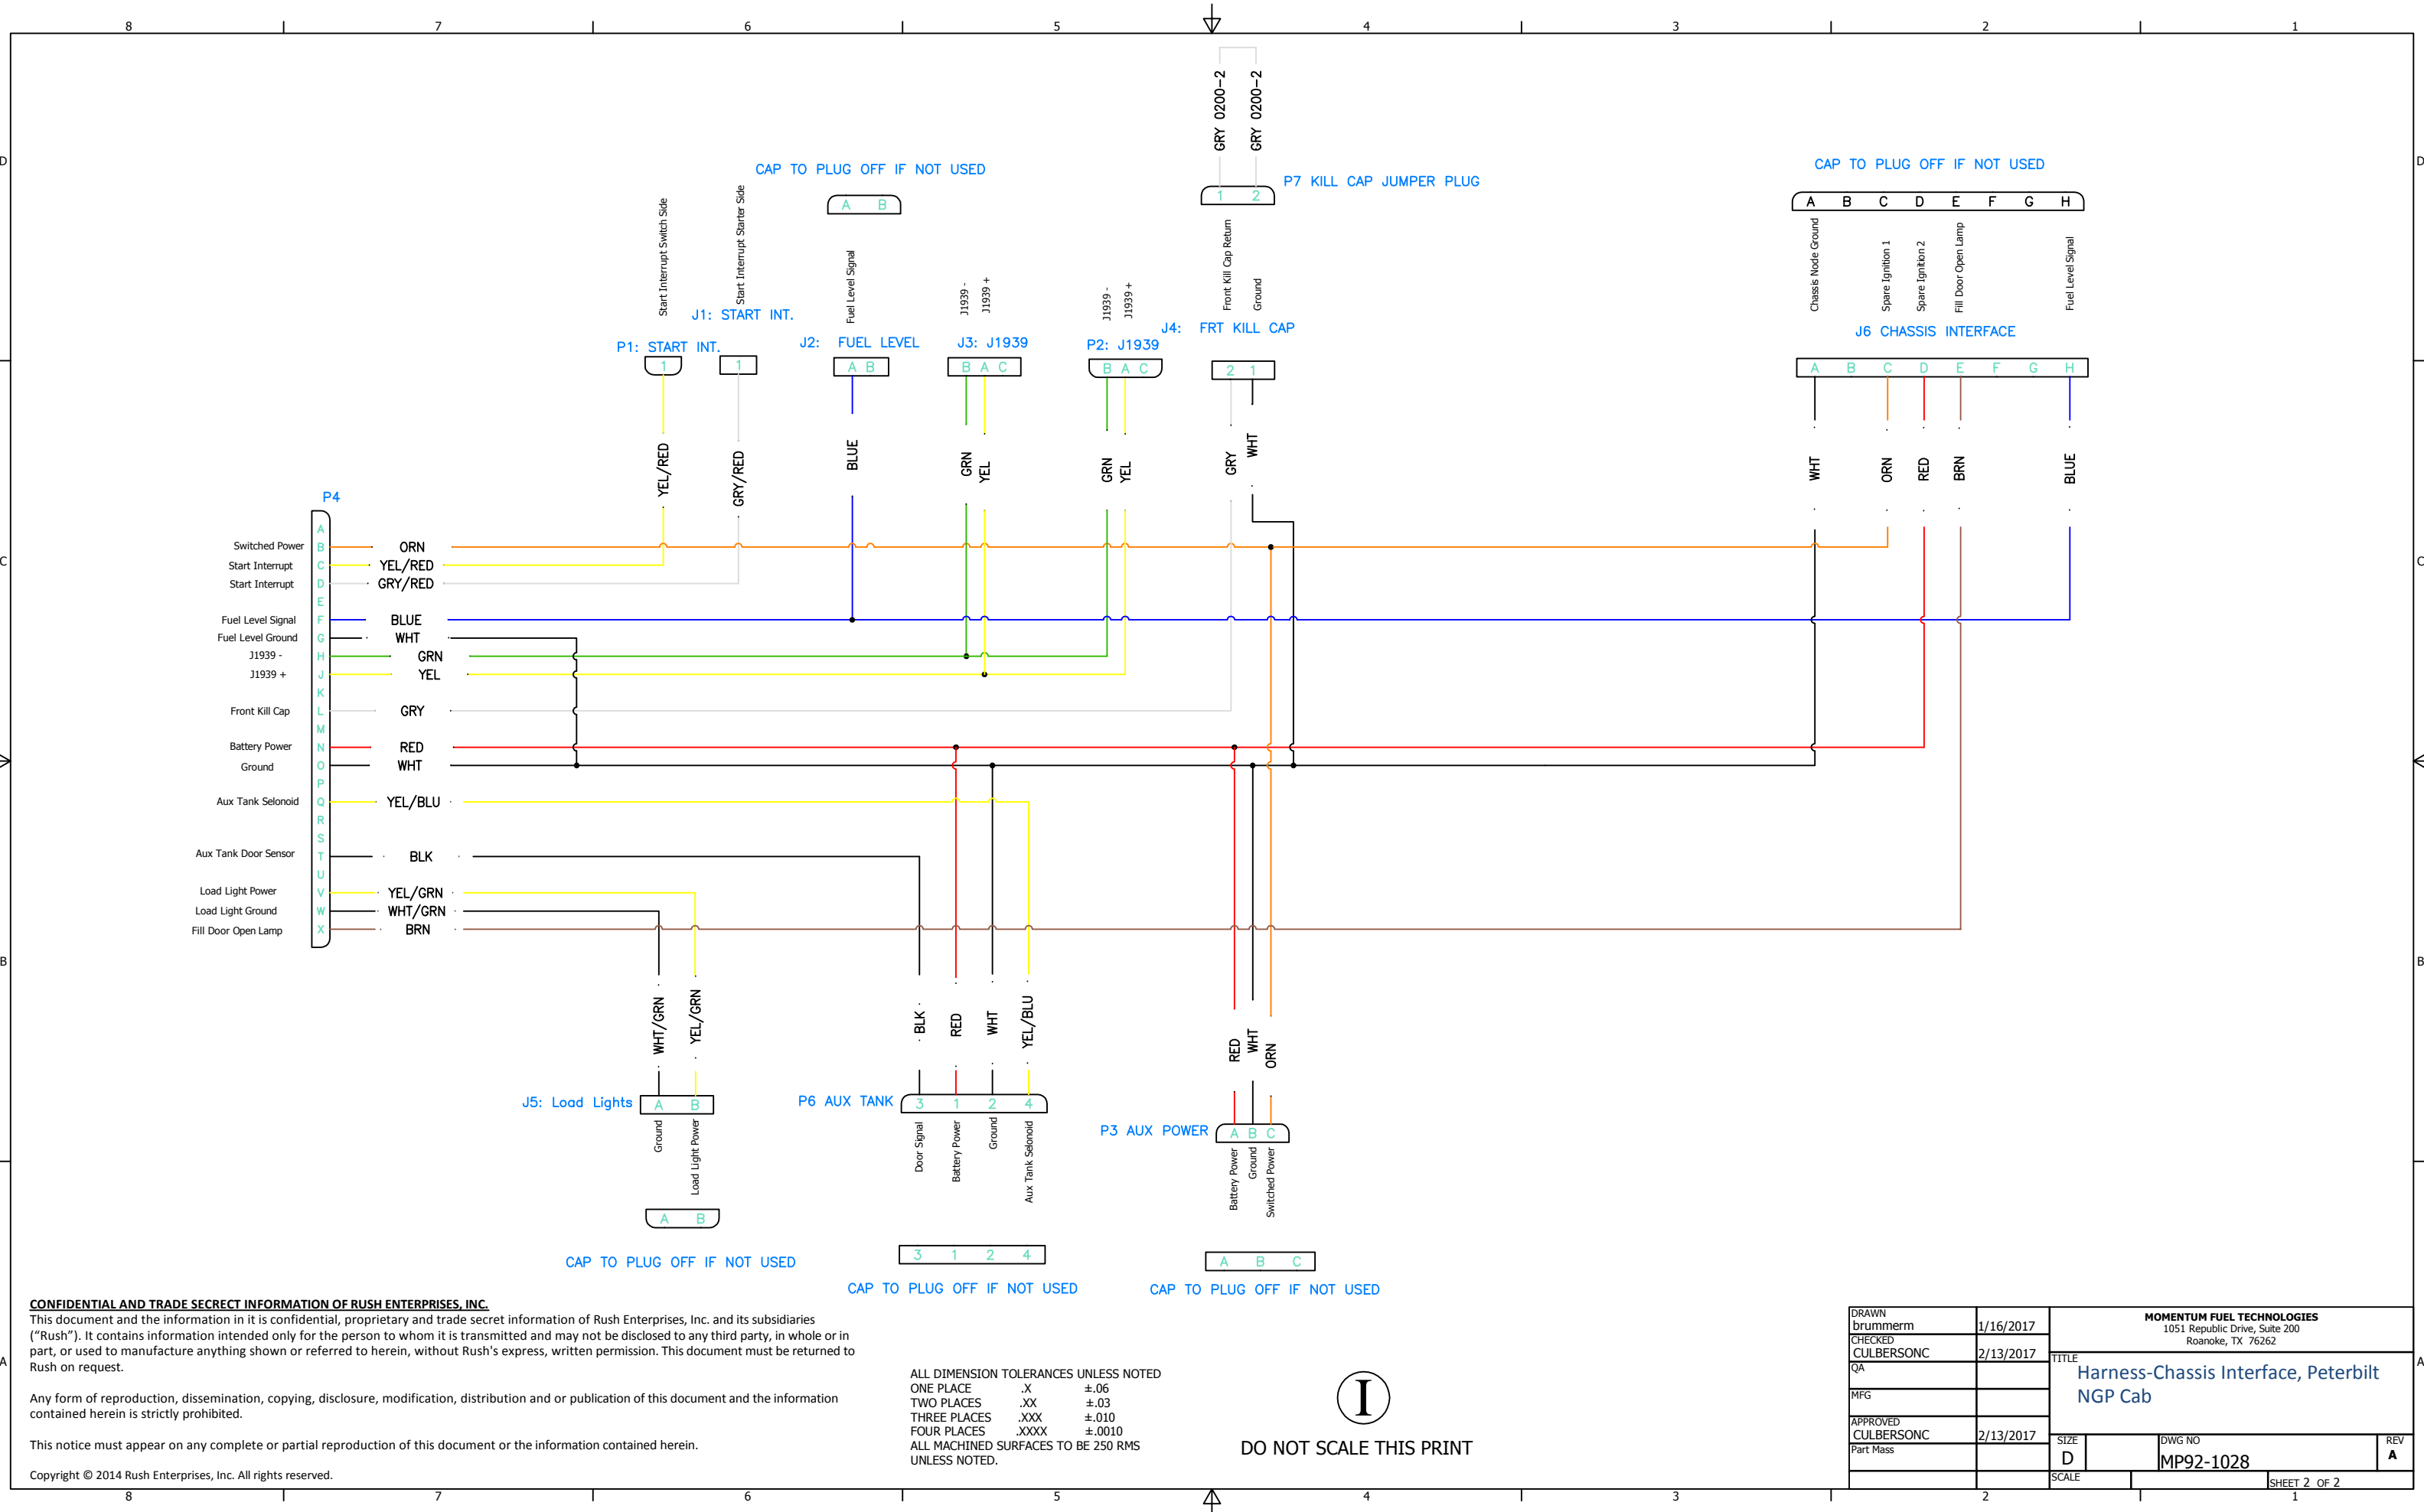 8 7 6 5 4 3 2 1
D
D
C
C
B
B
A
A
GRY 0200-2
GRY 0200-2
P7 KILL CAP JUMPER PLUG
1 2
Front Kill Cap Return
Ground
J4: FRT KILL CAP
2 1
GRY
WHT
CAP TO PLUG OFF IF NOT USED
A B
Fuel Level Signal
J2: FUEL LEVEL
A B
BLUE
Start Interrupt Switch Side
P1: START INT.
1
YEL/RED
Start Interrupt Starter Side
J1: START INT.
1
GRY/RED
J1939 -
J1939 +
J3: J1939
B A C
GRN
YEL
J1939 -
J1939 +
P2: J1939
B A C
GRN
YEL
CAP TO PLUG OFF IF NOT USED
A B C D E F G H
Chassis Node Ground
Spare Ignition 1
Spare Ignition 2
Fill Door Open Lamp
Fuel Level Signal
J6 CHASSIS INTERFACE
A B C D E F G H
WHT
ORN
RED
BRN
BLUE
P4
A
Switched Power B ORN
Start Interrupt C YEL/RED
Start Interrupt D GRY/RED
E
Fuel Level Signal F BLUE
Fuel Level Ground G WHT
J1939 - H GRN
J1939 + J YEL
K
Front Kill Cap L GRY
M
Battery Power N RED
Ground O WHT
P
Aux Tank Selonoid Q YEL/BLU
R
S
Aux Tank Door Sensor T BLK
U
Load Light Power V YEL/GRN
Load Light Ground W WHT/GRN
Fill Door Open Lamp X BRN
WHT/GRN
YEL/GRN
J5: Load Lights
A B
Ground
Load Light Power
A B
CAP TO PLUG OFF IF NOT USED
BLK
RED
WHT
YEL/BLU
P6 AUX TANK
3 1 2 4
Door Signal
Battery Power
Ground
Aux Tank Selonoid
3 1 2 4
CAP TO PLUG OFF IF NOT USED
RED
WHT
ORN
P3 AUX POWER
A B C
Battery Power
Ground
Switched Power
A B C
CAP TO PLUG OFF IF NOT USED
CONFIDENTIAL AND TRADE SECRECT INFORMATION OF RUSH ENTERPRISES, INC.
This document and the information in it is confidential, proprietary and trade secret information of Rush Enterprises, Inc. and its subsidiaries
(“Rush”). It contains information intended only for the person to whom it is transmitted and may not be disclosed to any third party, in whole or in
part, or used to manufacture anything shown or referred to herein, without Rush's express, written permission. This document must be returned to
Rush on request.
Any form of reproduction, dissemination, copying, disclosure, modification, distribution and or publication of this document and the information
contained herein is strictly prohibited.
This notice must appear on any complete or partial reproduction of this document or the information contained herein.
Copyright © 2014 Rush Enterprises, Inc. All rights reserved.
ALL DIMENSION TOLERANCES UNLESS NOTED
ONE PLACE .X ±.06
TWO PLACES .XX ±.03
THREE PLACES .XXX ±.010
FOUR PLACES .XXXX ±.0010
ALL MACHINED SURFACES TO BE 250 RMS
UNLESS NOTED.
I
DO NOT SCALE THIS PRINT
DRAWN
brummerm 1/16/2017
CHECKED
CULBERSONC 2/13/2017
QA
MFG
APPROVED
CULBERSONC 2/13/2017
Part Mass
MOMENTUM FUEL TECHNOLOGIES
1051 Republic Drive, Suite 200
Roanoke, TX 76262
TITLE
Harness-Chassis Interface, Peterbilt
NGP Cab
SIZE
D
DWG NO
MP92-1028
REV
A
SCALE
SHEET 2 OF 2
8 7 6 5 4 3 2 1